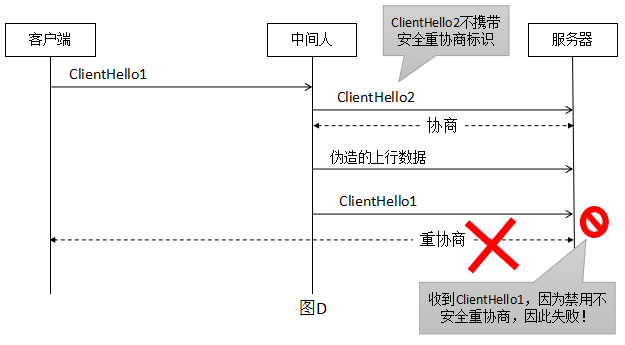 ClientHello2不携带
安全重协商标识
客户端
中间人
服务器
ClientHello1
ClientHello2
协商
伪造的上行数据
ClientHello1
重协商
收到ClientHello1，因为禁用不
安全重协商，因此失败！
图D